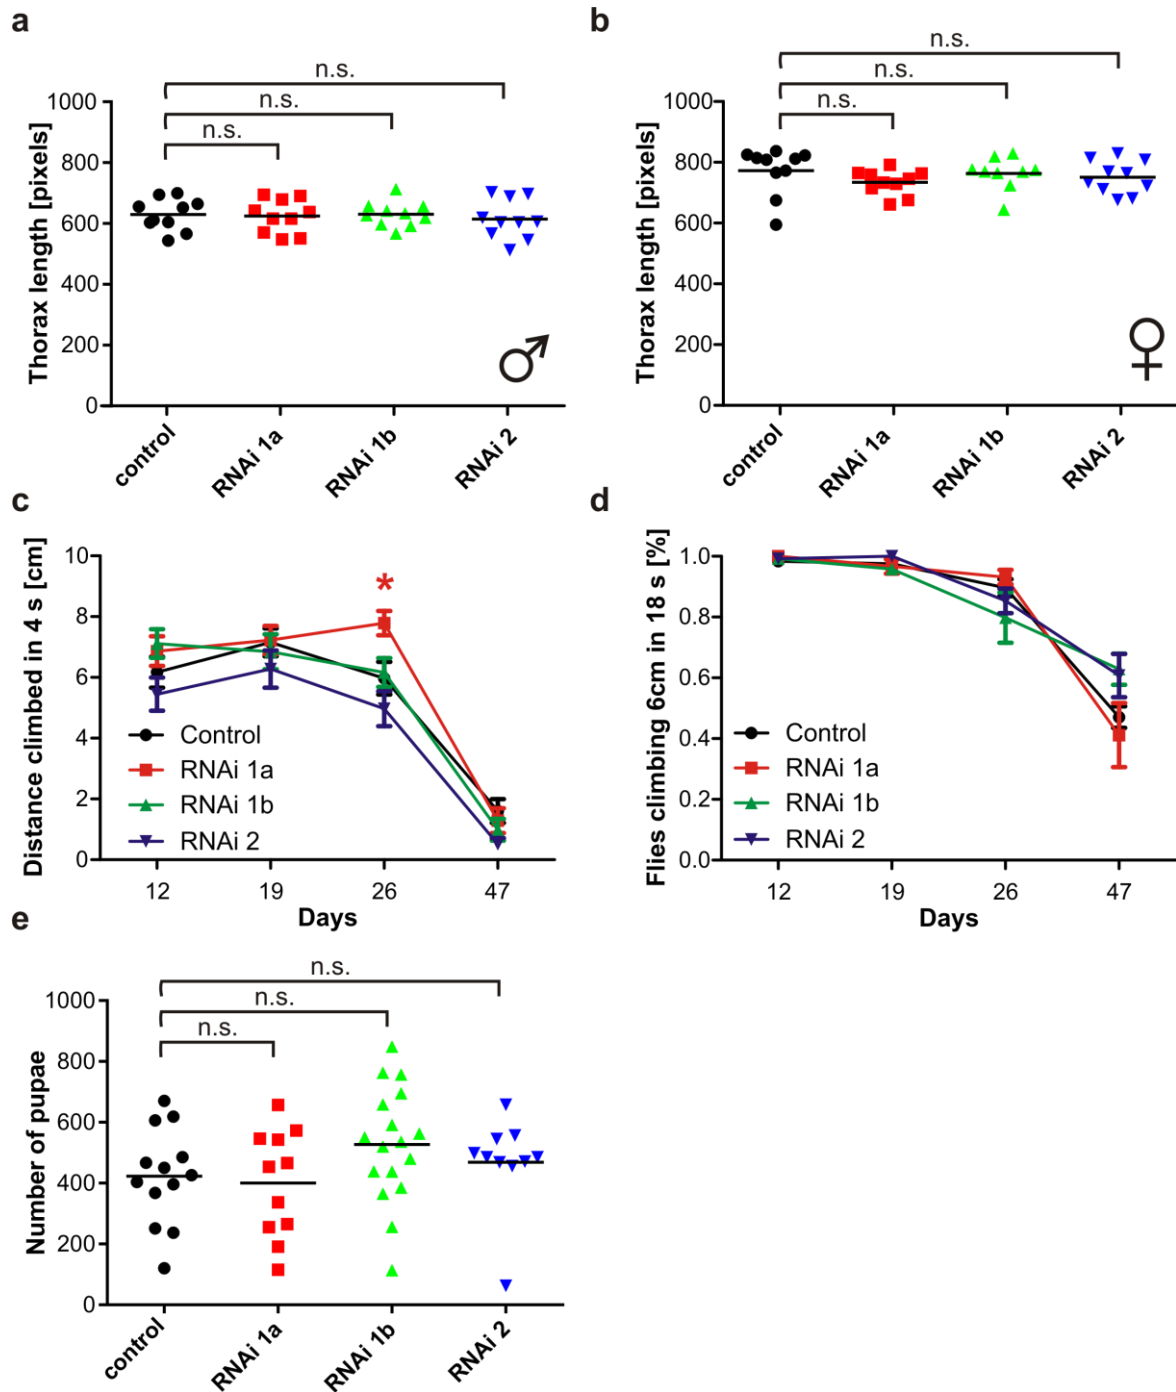 a
n.s.
n.s.
n.s.
1000
800
600
400
200
0
Thorax length [pixels]
control
RNAi 1a
RNAi 1b
RNAi 2
b
n.s.
n.s.
n.s.
1000
800
600
400
200
0
Thorax length [pixels]
control
RNAi 1a
RNAi 1b
RNAi 2
c
10
8
6
4
2
0
Distance climbed in 4 s [cm]
*
Control
RNAi 1a
RNAi 1b
RNAi 2
12 19 26 47
Days
d
1.0
0.8
0.6
0.4
0.2
0.0
Flies climbing 6cm in 18 s [%]
Control
RNAi 1a
RNAi 1b
RNAi 2
12 19 26 47
Days
e
n.s.
n.s.
n.s.
1000
800
600
400
200
0
Number of pupae
control
RNAi 1a
RNAi 1b
RNAi 2